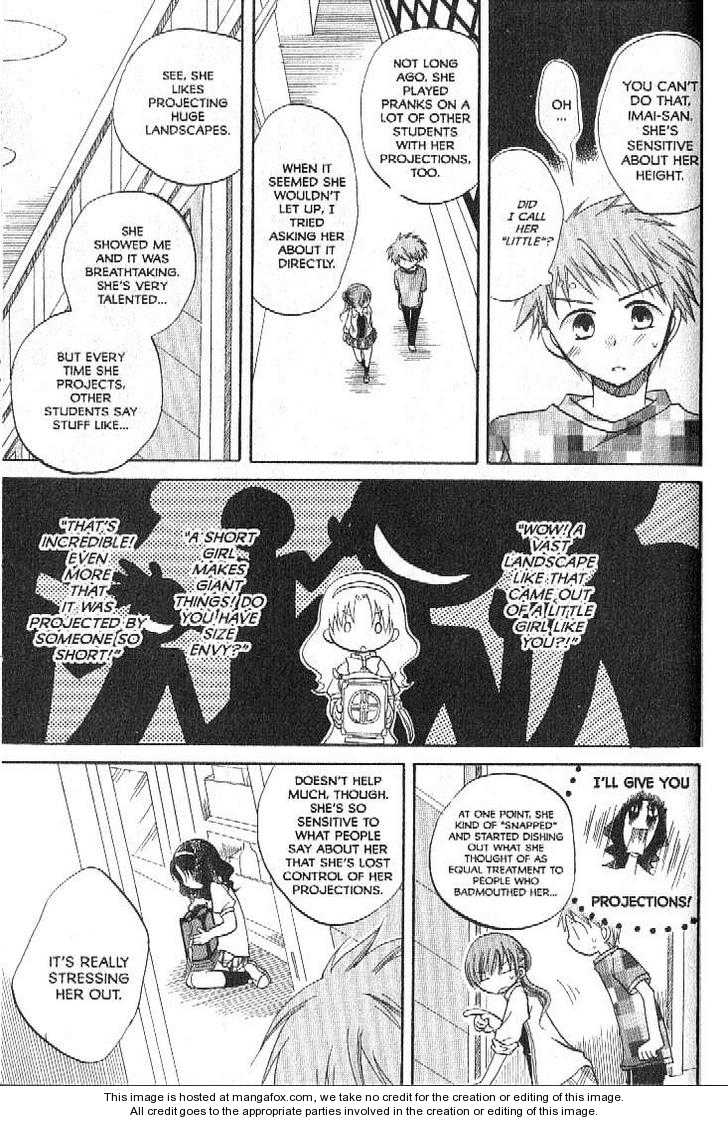 YOU CAN'T
DO THAT,
IMAI-SAN.
SHE'S
SENSITIVE
ABOUT HER
HEIGHT.
OH
...
DID
I CALL
HER
"LITTLE"?
NOT LONG
AGO, SHE
PLAYED
PRANKS ON A
LOT OF OTHER
STUDENTS
WITH HER
PROJECTIONS,
TOO.
WHEN IT
SEEMED SHE
WOULDN'T
LET UP, I
TRIED
ASKING HER
ABOUT IT
DIRECTLY.
SEE, SHE
LIKES
PROJECTING
HUGE
LANDSCAPES.
SHE
SHOWED ME
AND IT WAS
BREATHTAKING.
SHE'S VERY
TALENTED...
BUT EVERY
TIME SHE
PROJECTS,
OTHER
STUDENTS SAY
STUFF LIKE...
"WOW! A
VAST
LANDSCAPE
LIKE THAT
CAME OUT
OF A LITTLE
GIRL LIKE
YOU?!"
"A SHORT
GIRL
MAKES
GIANT
THINGS! DO
YOU HAVE
SIZE
ENVY?"
"THAT'S
INCREDIBLE!
EVEN
MORE
THAT
IT WAS
PROJECTED BY
SOMEONE SO
SHORT!"
I'LL GIVE YOU
PROJECTIONS!
AT ONE POINT, SHE
KIND OF "SNAPPED"
AND STARTED DISHING
OUT WHAT SHE
THOUGHT OF AS
EQUAL TREATMENT TO
PEOPLE WHO
BADMOUTHED HER...
DOESN'T HELP
MUCH, THOUGH.
SHE'S SO
SENSITIVE TO
WHAT PEOPLE
SAY ABOUT HER
THAT SHE'S LOST
CONTROL OF HER
PROJECTIONS.
IT'S REALLY
STRESSING
HER OUT.
This image is hosted at mangafox.com, we take no credit for the creation or editing of this image.
All credit goes to the appropriate parties involved in the creation or editing of this image.